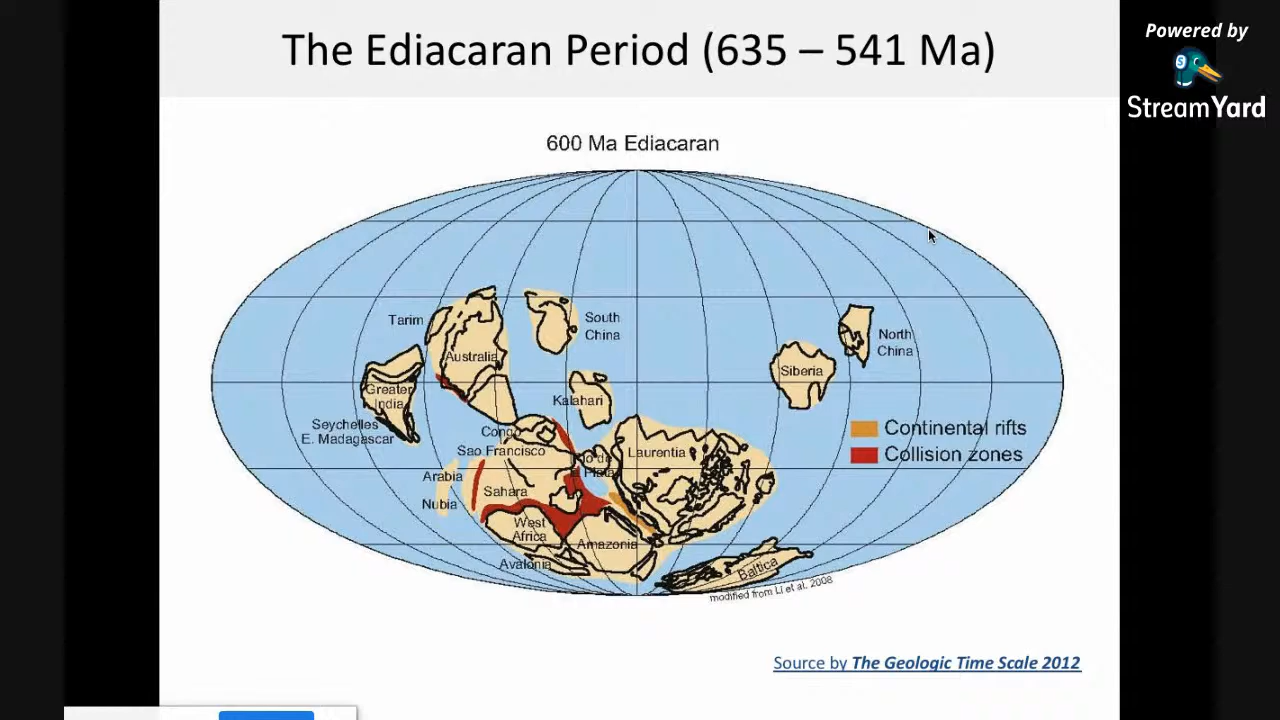 The Ediacaran Period (635 – 541 Ma)
Powered by
StreamYard
600 Ma Ediacaran
Tarim
South
China
Australia
North
China
Siberia
Greater
India
Kalahari
Seychelles
E. Madagascar
Congo
Sao Francisco
Laurentia
Continental rifts
Collision zones
Arabia
Sahara
Nubia
West
Africa
Amazonia
Avalonia
Baltica
modified from Li et al. 2008
Source by The Geologic Time Scale 2012